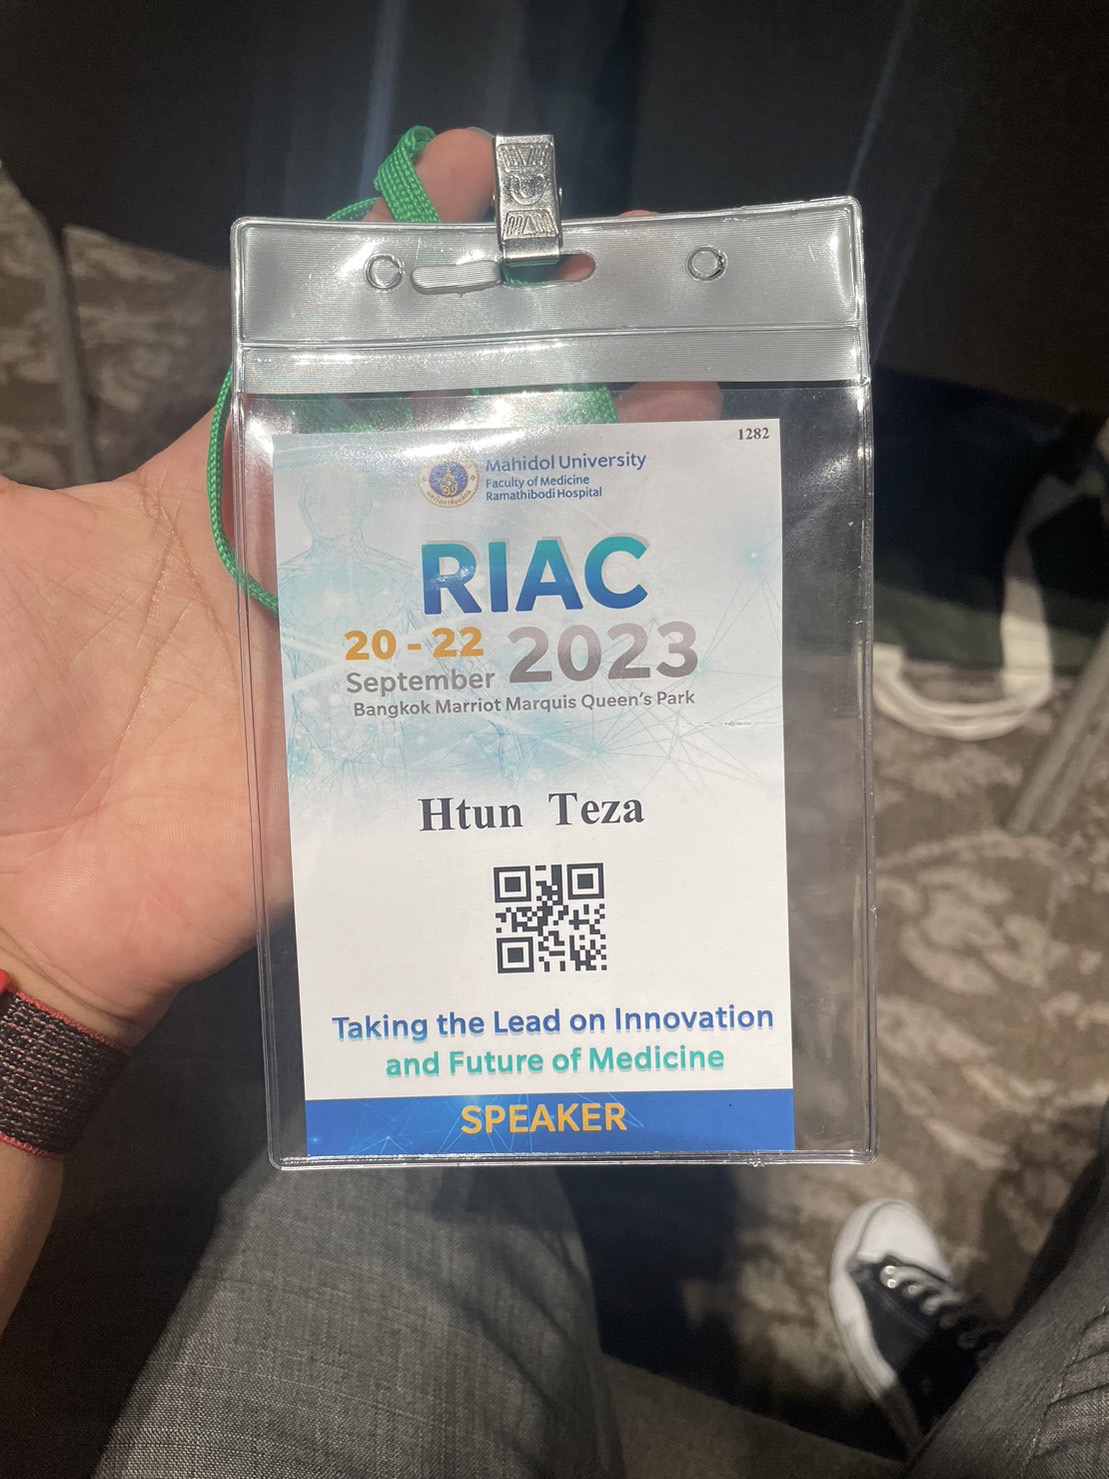 1282
Mahidol University
Faculty of Medicine
Ramathibodi Hospital
RIAC
20 - 22
September 2023
Bangkok Marriot Marquis Queen's Park
Htun Teza
Taking the Lead on Innovation
and Future of Medicine
SPEAKER